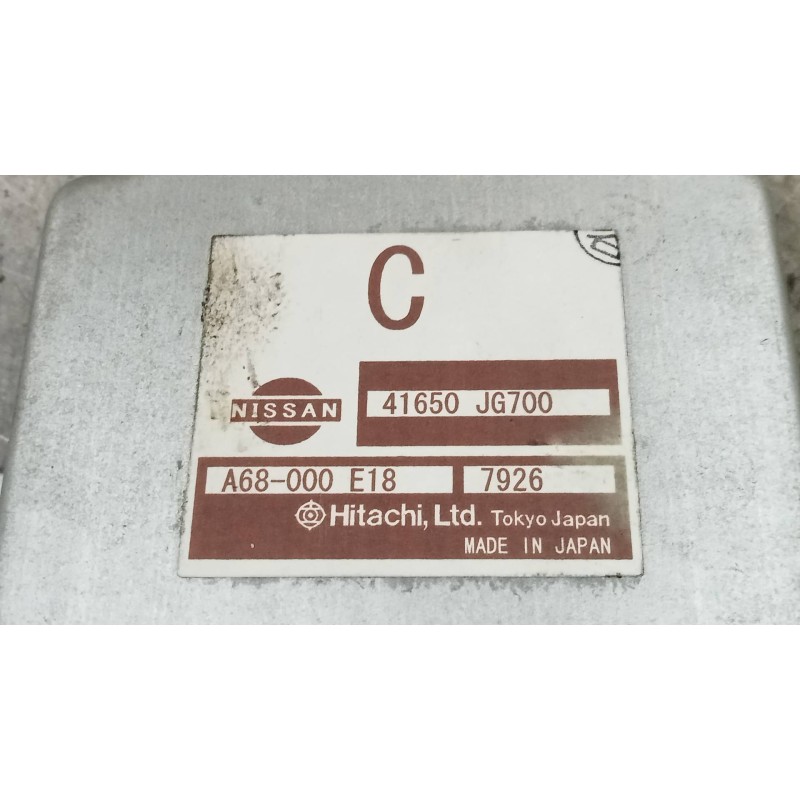 C
NISSAN
41650 JG700
A68-000 E18
7926
Hitachi, Ltd. Tokyo Japan
MADE IN JAPAN